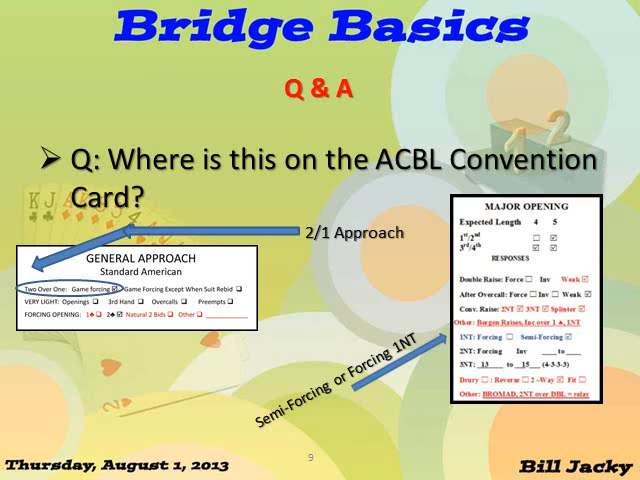 Bridge Basics
Q & A
➢ Q: Where is this on the ACBL Convention
Card?
2/1 Approach
GENERAL APPROACH
Standard American
Two Over One: Game forcing ☑ Game Forcing Except When Suit Rebid ☐
VERY LIGHT: Openings ☐ 3rd Hand ☐ Overcalls ☐ Preempts ☐
FORCING OPENING: 1♣ ☐ 2♣ ☑ Natural 2 Bids ☐ Other ☐ ____________
Semi-Forcing or Forcing 1NT
MAJOR OPENING
Expected Length 4 5
1st/2nd ☐ ☑
3rd/4th ☑ ☑
RESPONSES
Double Raise: Force ☐ Inv Weak ☑
After Overcall: Force ☐ Inv ☐ Weak ☑
Conv. Raise: 2NT ☑ 3NT ☑ Splinter ☑
Other: Bergen Raises, Inc over 1♠, 1NT
1NT: Forcing ☐ Semi-Forcing ☑
2NT: Forcing Inv ____to____
3NT: __13__ to __15__ (4-3-3-3)
Drury ☐ : Reverse ☐ 2 –Way ☑ Fit ☐
Other: BROMAD, 2NT over DBL = relay
Thursday, August 1, 2013
9
Bill Jacky